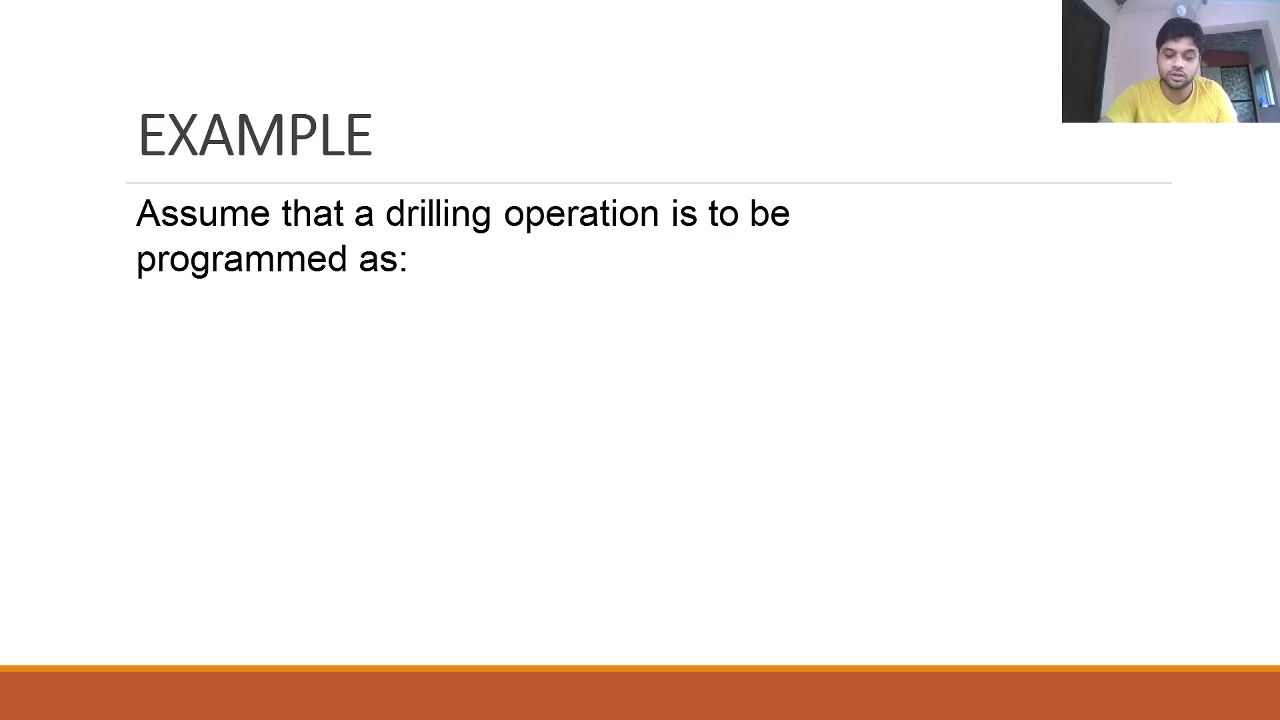 EXAMPLE
Assume that a drilling operation is to be
programmed as: